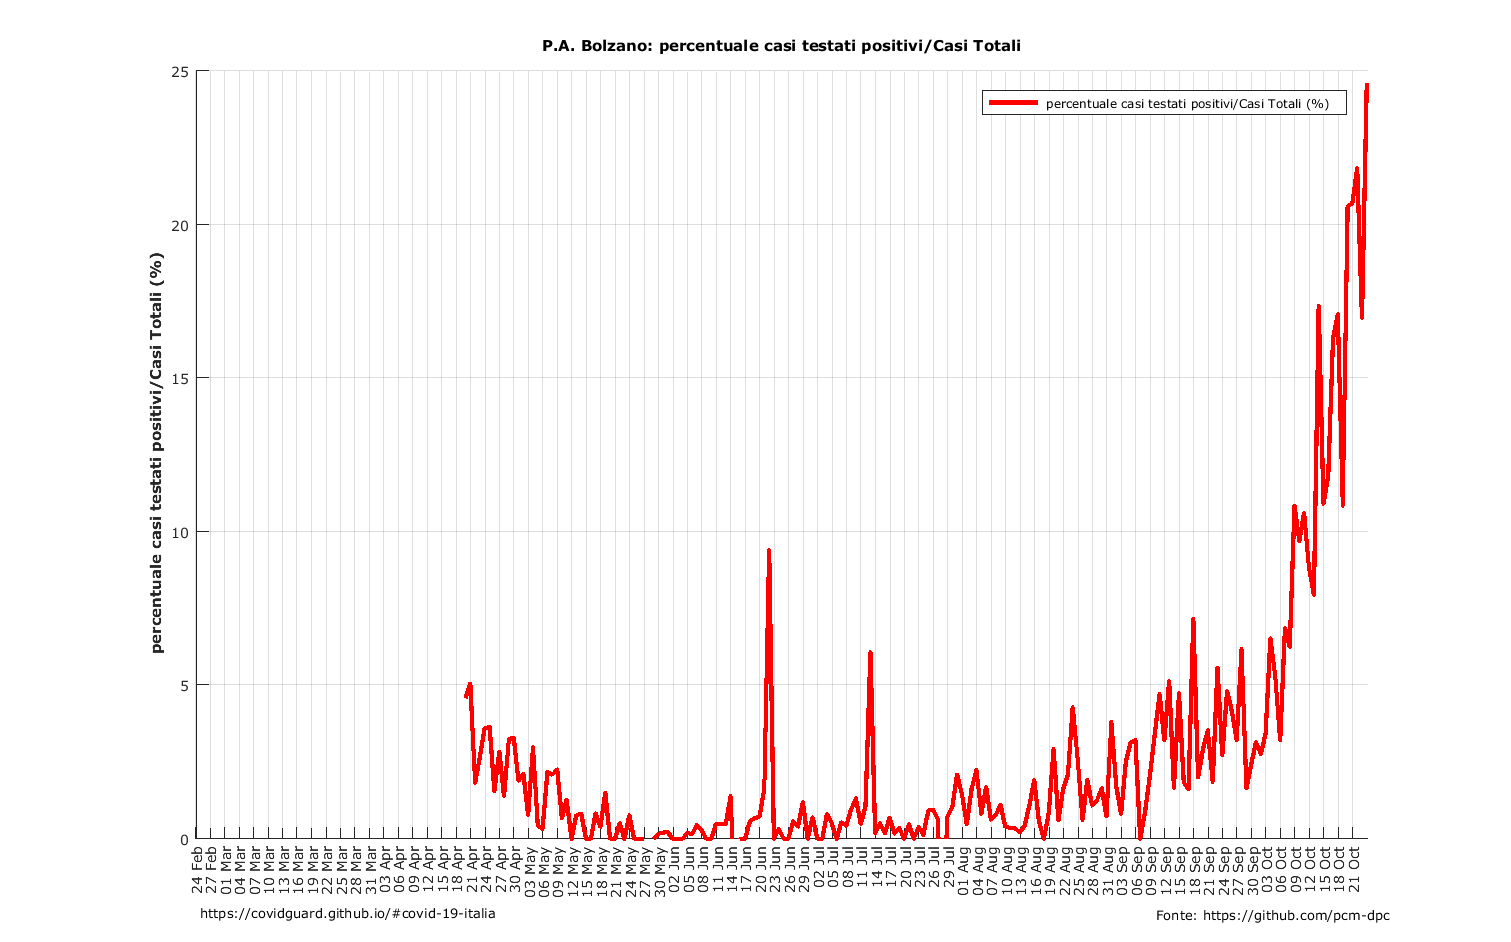 P.A. Bolzano: percentuale casi testati positivi/Casi Totali
percentuale casi testati positivi/Casi Totali (%)
percentuale casi testati positivi/Casi Totali (%)
25
20
15
10
5
0
24 Feb
27 Feb
01 Mar
04 Mar
07 Mar
10 Mar
13 Mar
16 Mar
19 Mar
22 Mar
25 Mar
28 Mar
31 Mar
03 Apr
06 Apr
09 Apr
12 Apr
15 Apr
18 Apr
21 Apr
24 Apr
27 Apr
30 Apr
03 May
06 May
09 May
12 May
15 May
18 May
21 May
24 May
27 May
30 May
02 Jun
05 Jun
08 Jun
11 Jun
14 Jun
17 Jun
20 Jun
23 Jun
26 Jun
29 Jun
02 Jul
05 Jul
08 Jul
11 Jul
14 Jul
17 Jul
20 Jul
23 Jul
26 Jul
29 Jul
01 Aug
04 Aug
07 Aug
10 Aug
13 Aug
16 Aug
19 Aug
22 Aug
25 Aug
28 Aug
31 Aug
03 Sep
06 Sep
09 Sep
12 Sep
15 Sep
18 Sep
21 Sep
24 Sep
27 Sep
30 Sep
03 Oct
06 Oct
09 Oct
12 Oct
15 Oct
18 Oct
21 Oct
https://covidguard.github.io/#covid-19-italia
Fonte: https://github.com/pcm-dpc